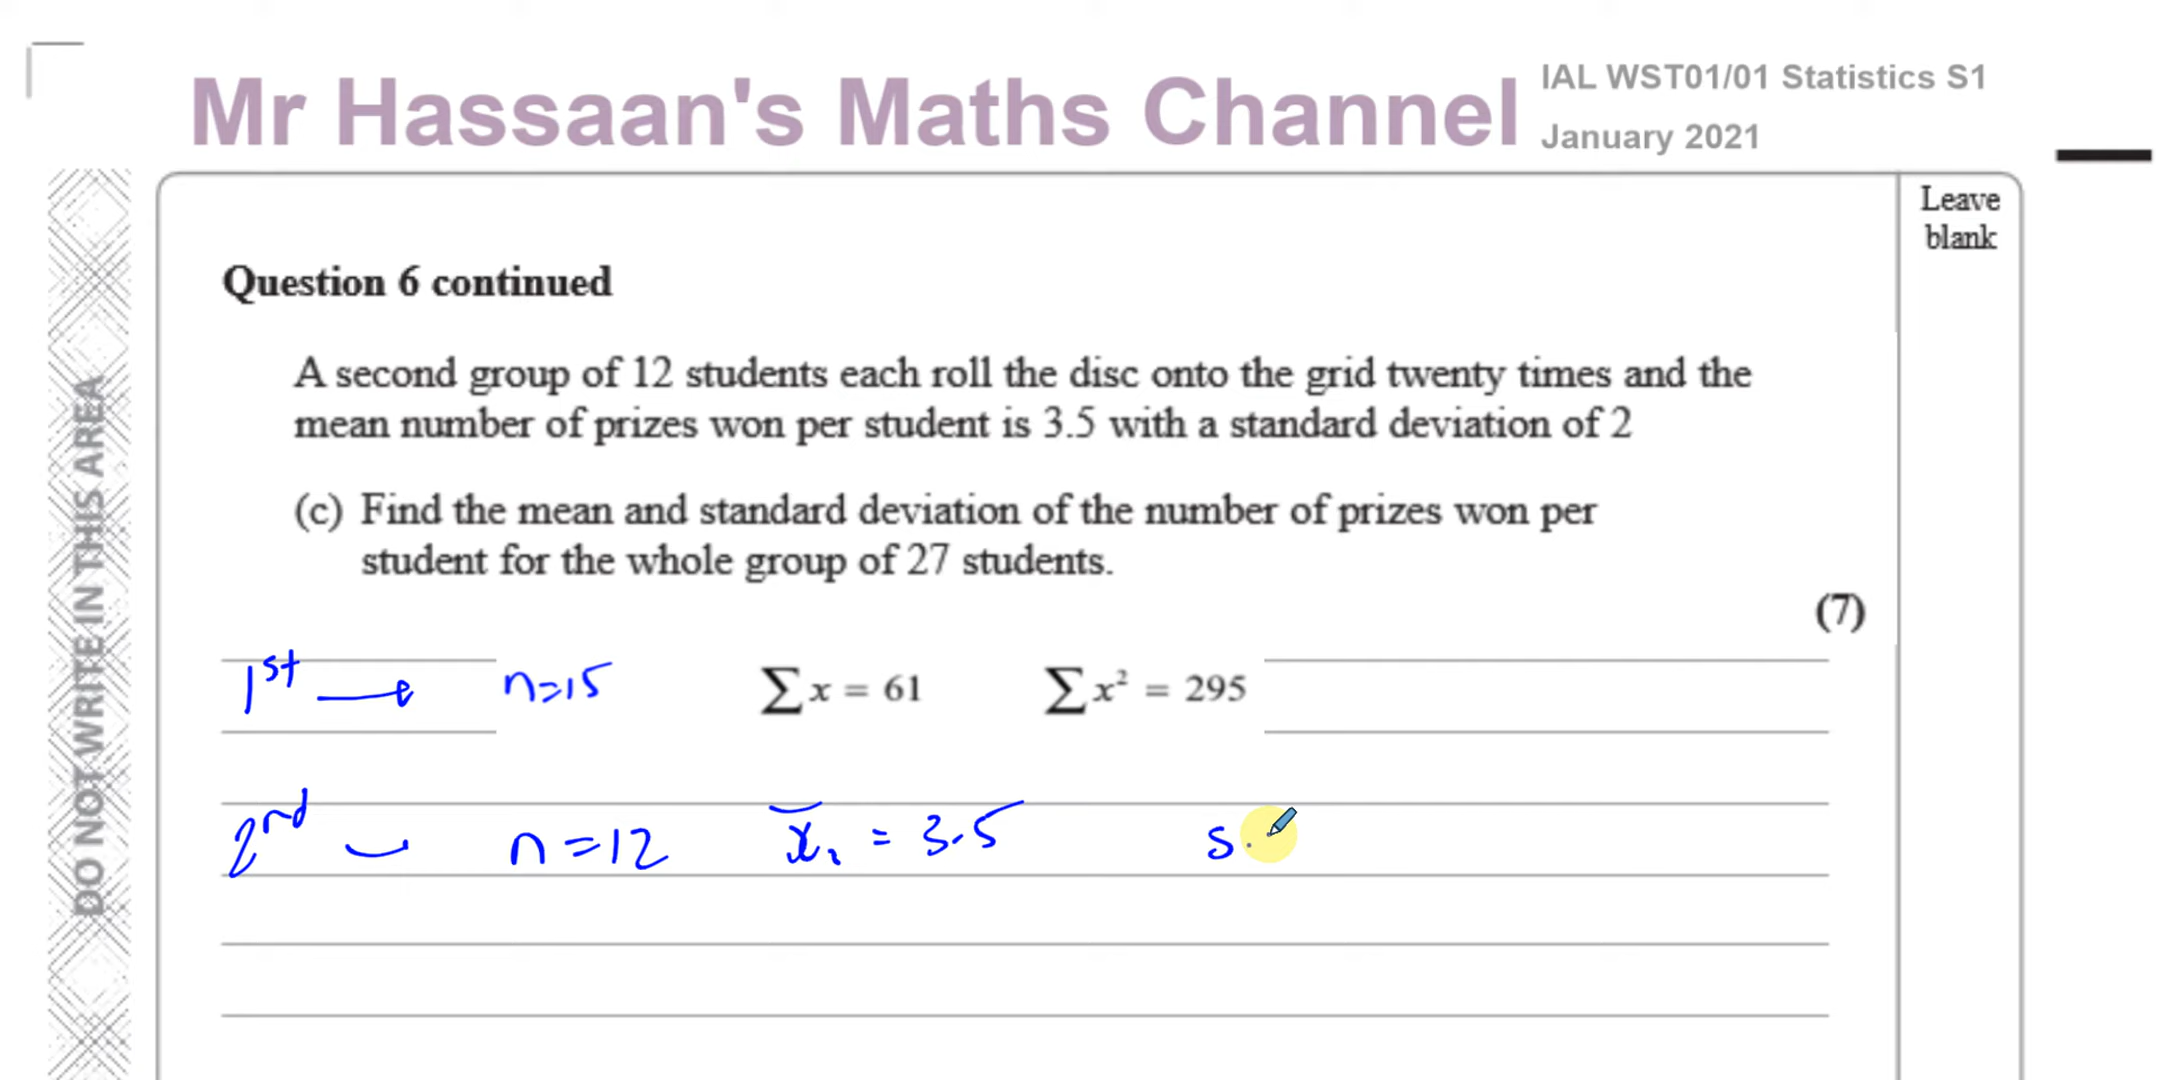 Mr Hassaan's Maths Channel
IAL WST01/01 Statistics S1
January 2021
Leave
blank
DO NOT WRITE IN THIS AREA
Question 6 continued
A second group of 12 students each roll the disc onto the grid twenty times and the
mean number of prizes won per student is 3.5 with a standard deviation of 2
(c) Find the mean and standard deviation of the number of prizes won per
student for the whole group of 27 students.
(7)
1st → n=15 ∑x = 61 ∑x² = 295
2nd n=12 x̄₂ = 3.5 s.